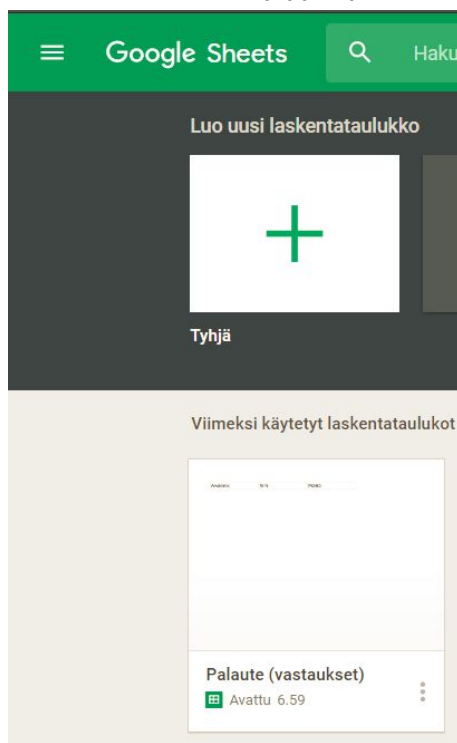 Google Sheets
Haku
Luo uusi laskentataulukko
Tyhjä
Viimeksi käytetyt laskentataulukot
Palaute (vastaukset)
Avattu 6.59